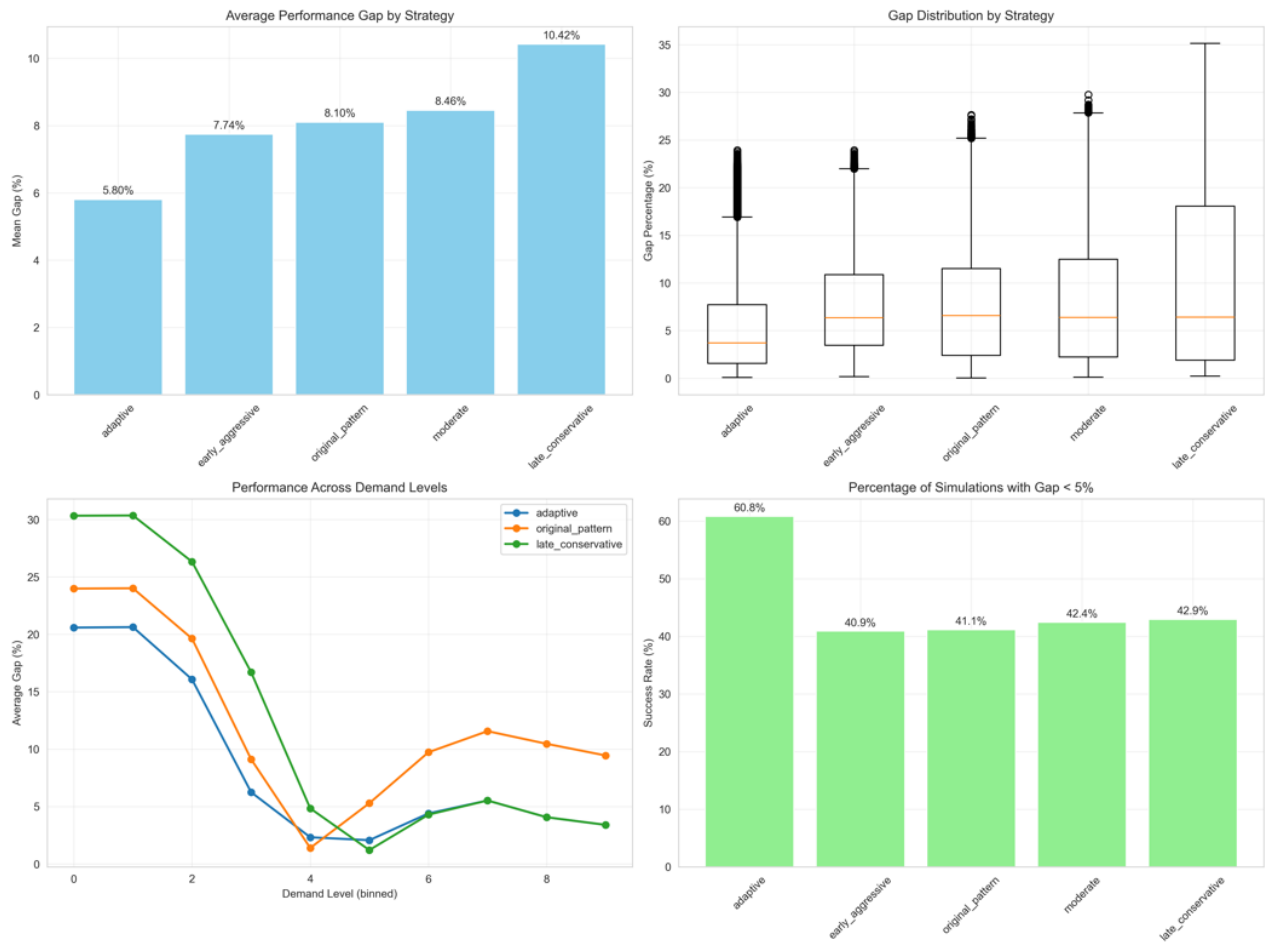 Average Performance Gap by Strategy
Mean Gap (%)
10
8
6
4
2
0
5.80%
7.74%
8.10%
8.46%
10.42%
adaptive
early_aggressive
original_pattern
moderate
late_conservative
Gap Distribution by Strategy
Gap Percentage (%)
35
30
25
20
15
10
5
0
adaptive
early_aggressive
original_pattern
moderate
late_conservative
Performance Across Demand Levels
Average Gap (%)
30
25
20
15
10
5
0
adaptive
original_pattern
late_conservative
0
2
4
6
8
Demand Level (binned)
Percentage of Simulations with Gap < 5%
Success Rate (%)
60
50
40
30
20
10
0
60.8%
40.9%
41.1%
42.4%
42.9%
adaptive
early_aggressive
original_pattern
moderate
late_conservative